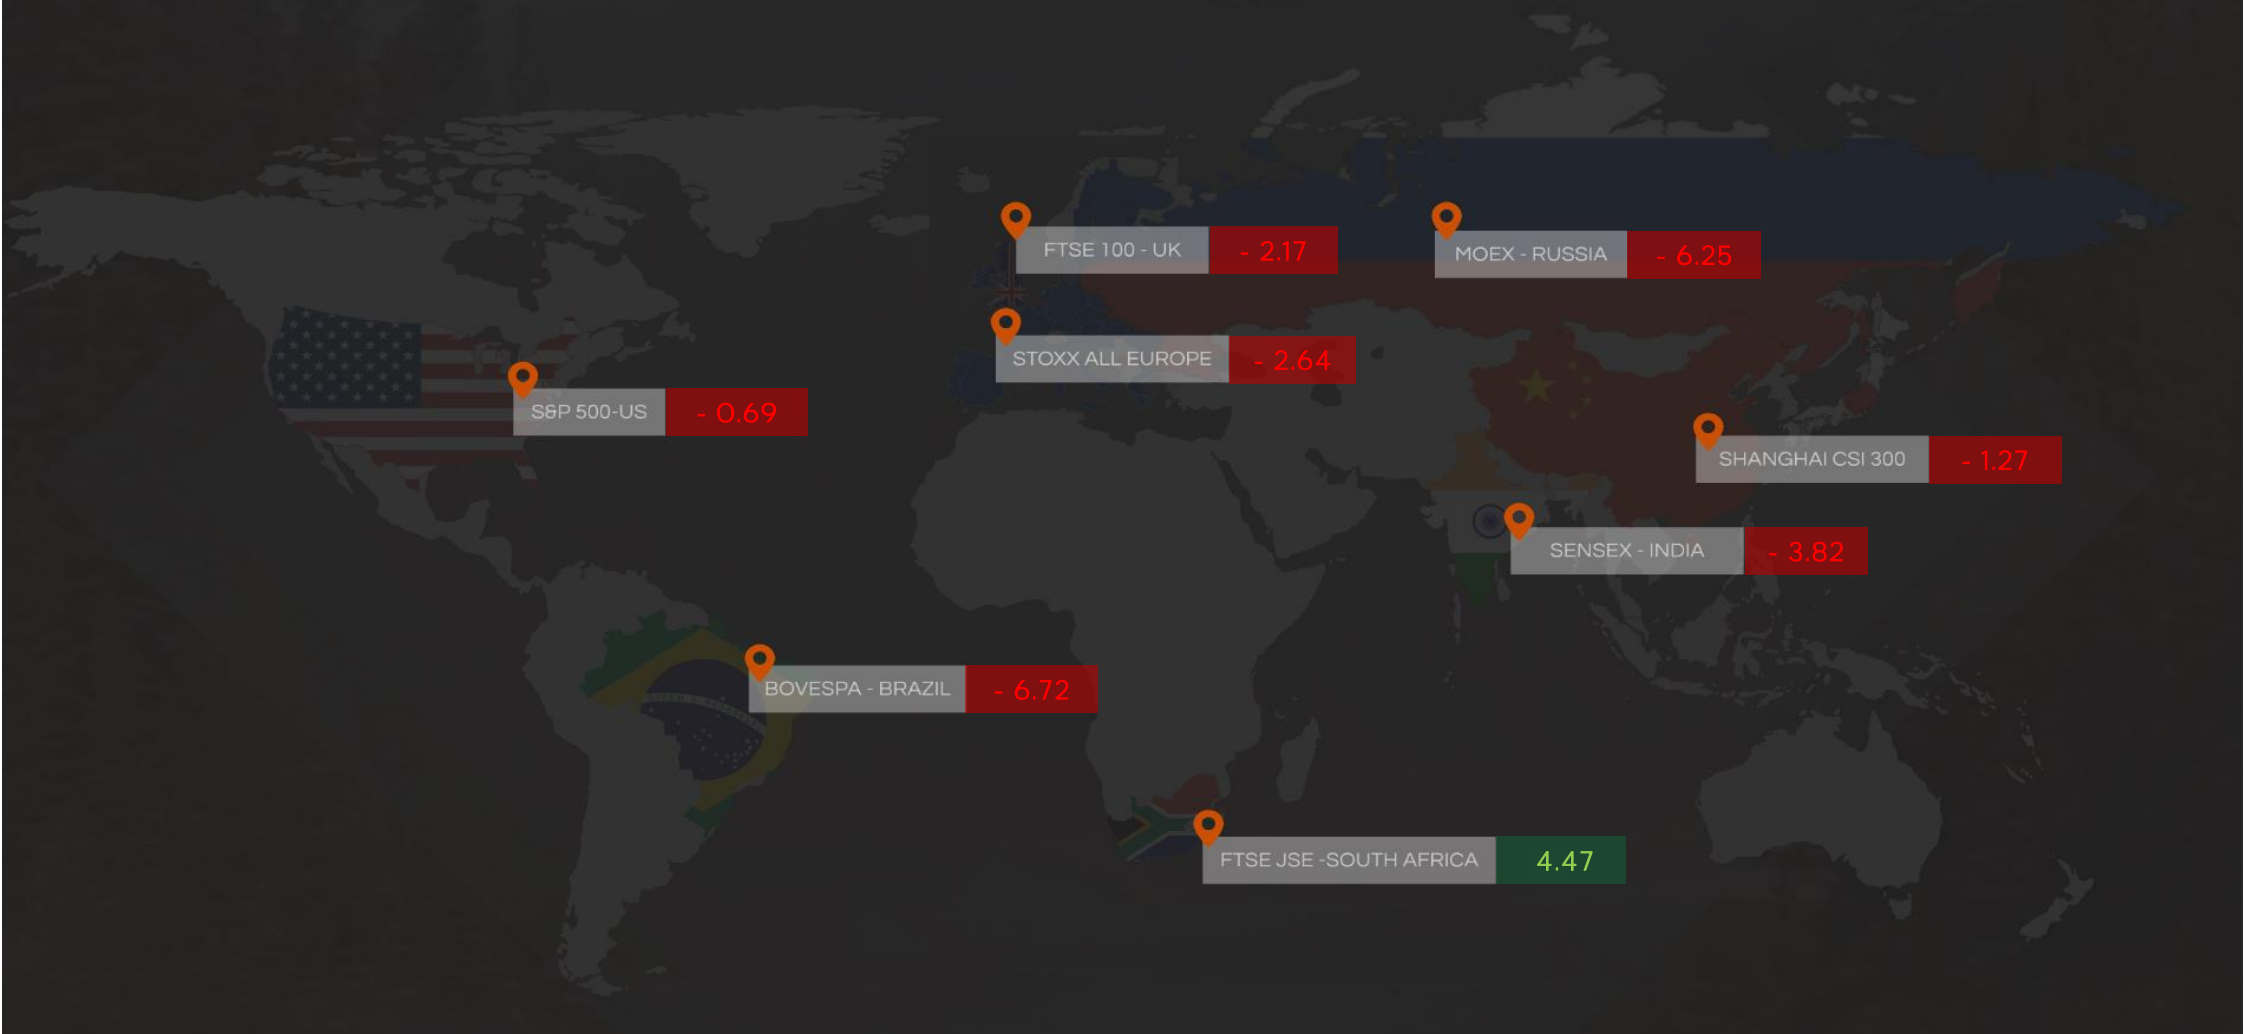 FTSE 100 - UK - 2.17
MOEX - RUSSIA - 6.25
STOXX ALL EUROPE - 2.64
S&P 500-US - 0.69
SHANGHAI CSI 300 - 1.27
SENSEX - INDIA - 3.82
BOVESPA - BRAZIL - 6.72
FTSE JSE -SOUTH AFRICA 4.47